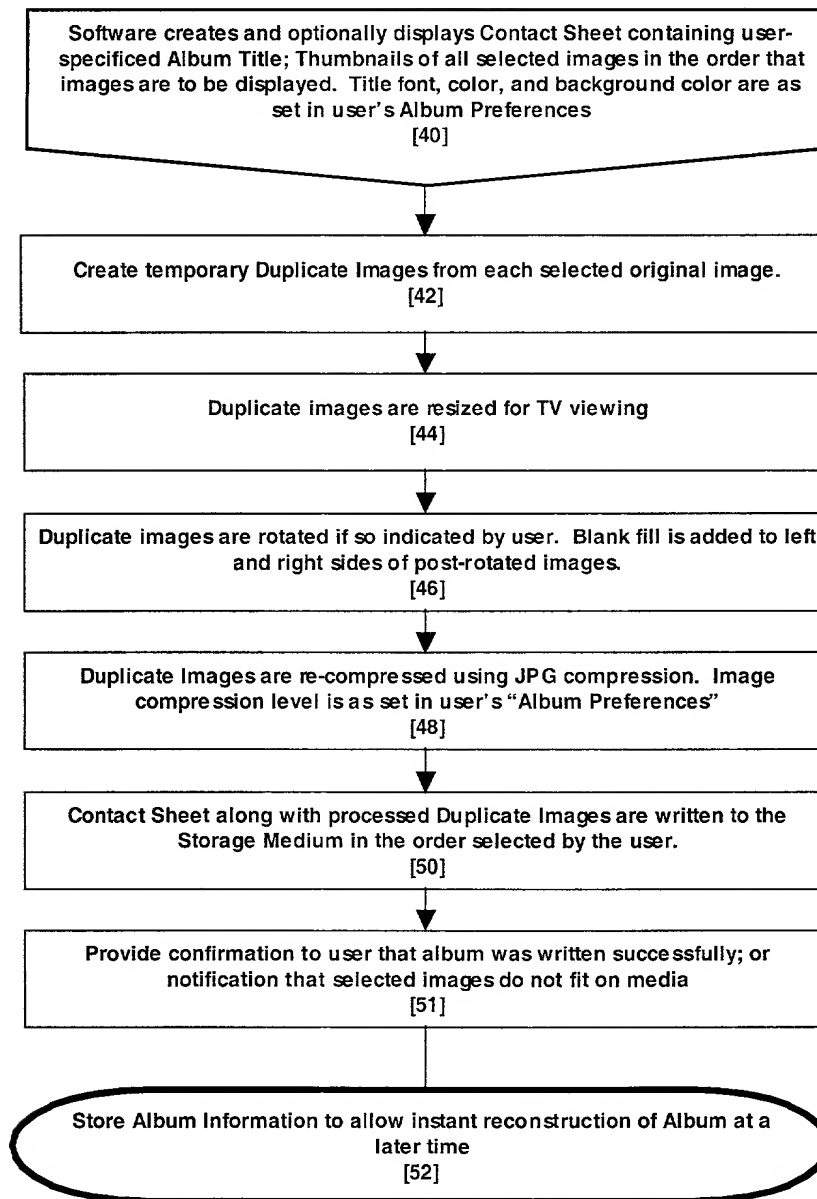 Software creates and optionally displays Contact Sheet containing user-
specificed Album Title; Thumbnails of all selected images in the order that
images are to be displayed. Title font, color, and background color are as
set in user's Album Preferences
[40]
Create temporary Duplicate Images from each selected original image.
[42]
Duplicate images are resized for TV viewing
[44]
Duplicate images are rotated if so indicated by user. Blank fill is added to left
and right sides of post-rotated images.
[46]
Duplicate Images are re-compressed using JPG compression. Image
compression level is as set in user's “Album Preferences”
[48]
Contact Sheet along with processed Duplicate Images are written to the
Storage Medium in the order selected by the user.
[50]
Provide confirmation to user that album was written successfully; or
notification that selected images do not fit on media
[51]
Store Album Information to allow instant reconstruction of Album at a
later time
[52]